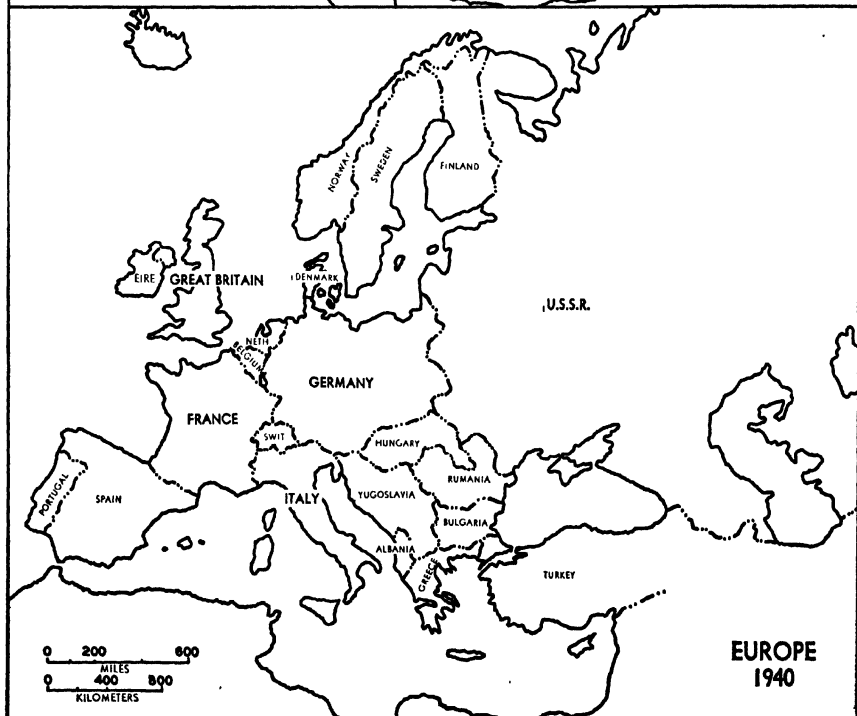 NORWAY
SWEDEN
FINLAND
EIRE
GREAT BRITAIN
DENMARK
U.S.S.R.
NETH
BELGIUM
GERMANY
FRANCE
SWIT
HUNGARY
RUMANIA
PORTUGAL
SPAIN
ITALY
YUGOSLAVIA
BULGARIA
ALBANIA
GREECE
TURKEY
0 200 600
MILES
0 400 800
KILOMETERS
EUROPE
1940